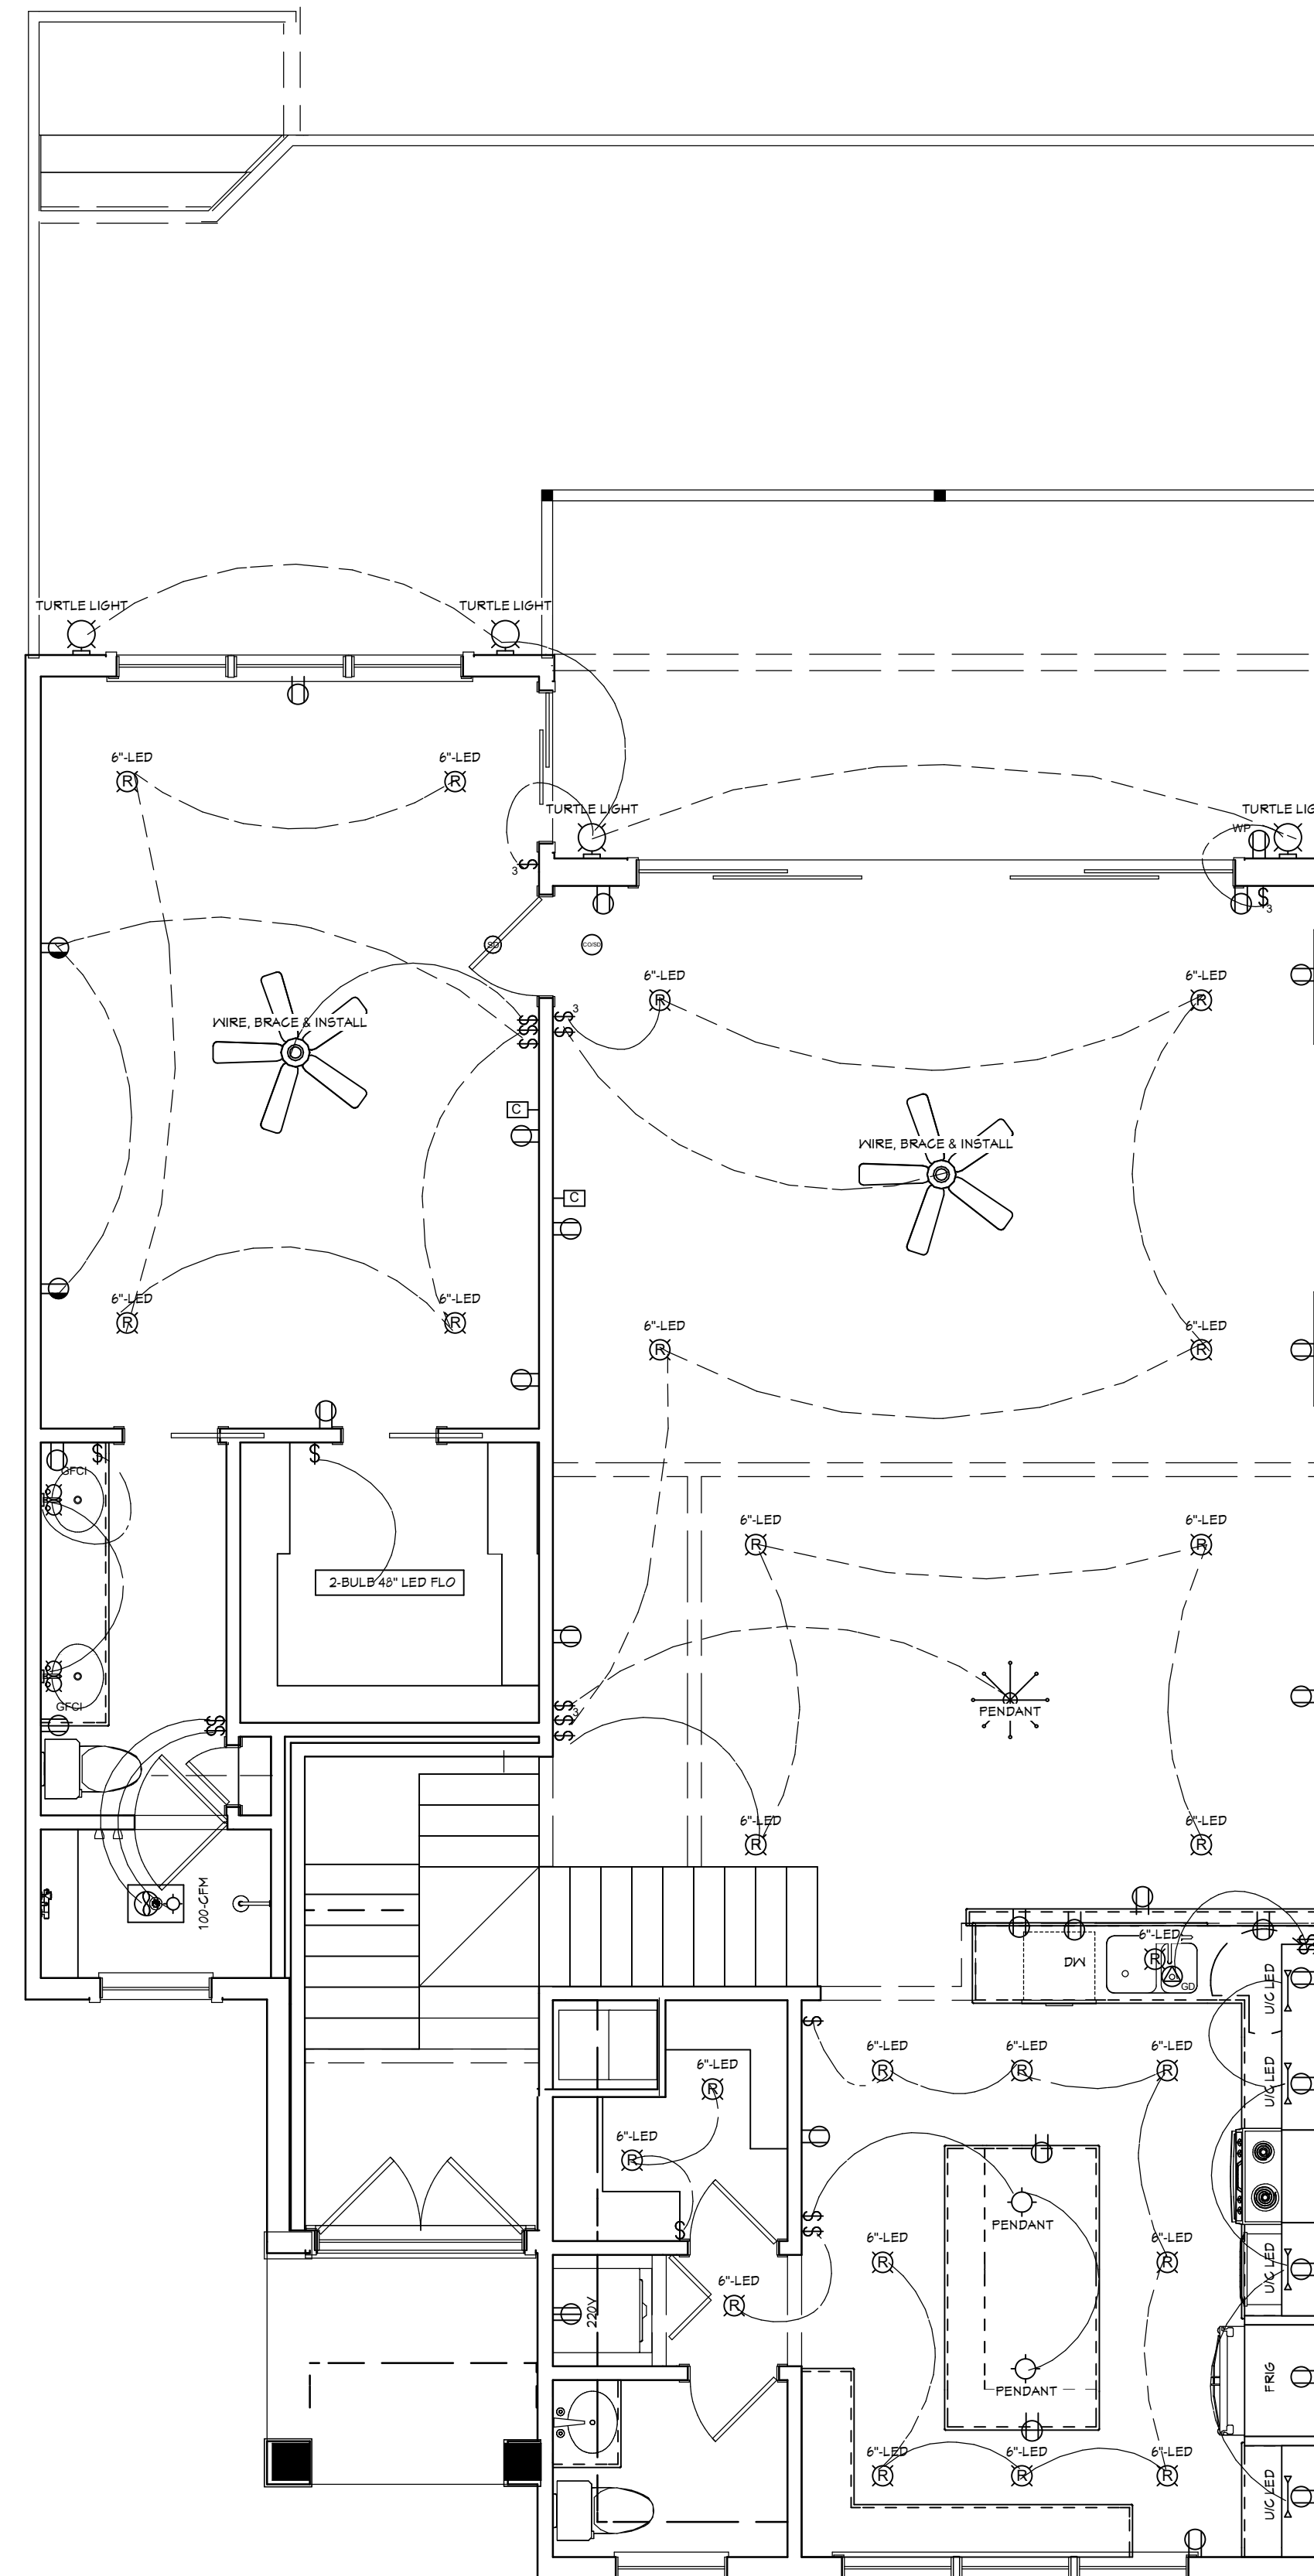 TURTLE LIGHT
TURTLE LIGHT
6"-LED
R
6"-LED
R
TURTLE LIGHT
TURTLE LIG
WP
$3
$3
SD
CO/SD
6"-LED
R
6"-LED
R
WIRE, BRACE & INSTALL
$$$
$3
$
C
WIRE, BRACE & INSTALL
C
6"-LED
R
6"-LED
R
6"-LED
R
6"-LED
R
$
$
GFCI
6"-LED
R
6"-LED
R
2-BULB 48" LED FLO
GFCI
$$
$$3
$
PENDANT
6"-LED
R
6"-LED
R
100-CFM
6"-LED
R
DW
GD
$$
U/C LED
$
6"-LED
R
6"-LED
R
6"-LED
R
6"-LED
R
U/C LED
6"-LED
R
$
$$
PENDANT
6"-LED
R
6"-LED
R
U/C LED
6"-LED
R
220V
FRIG
PENDANT
6"-LED
R
6"-LED
R
6"-LED
R
U/C LED